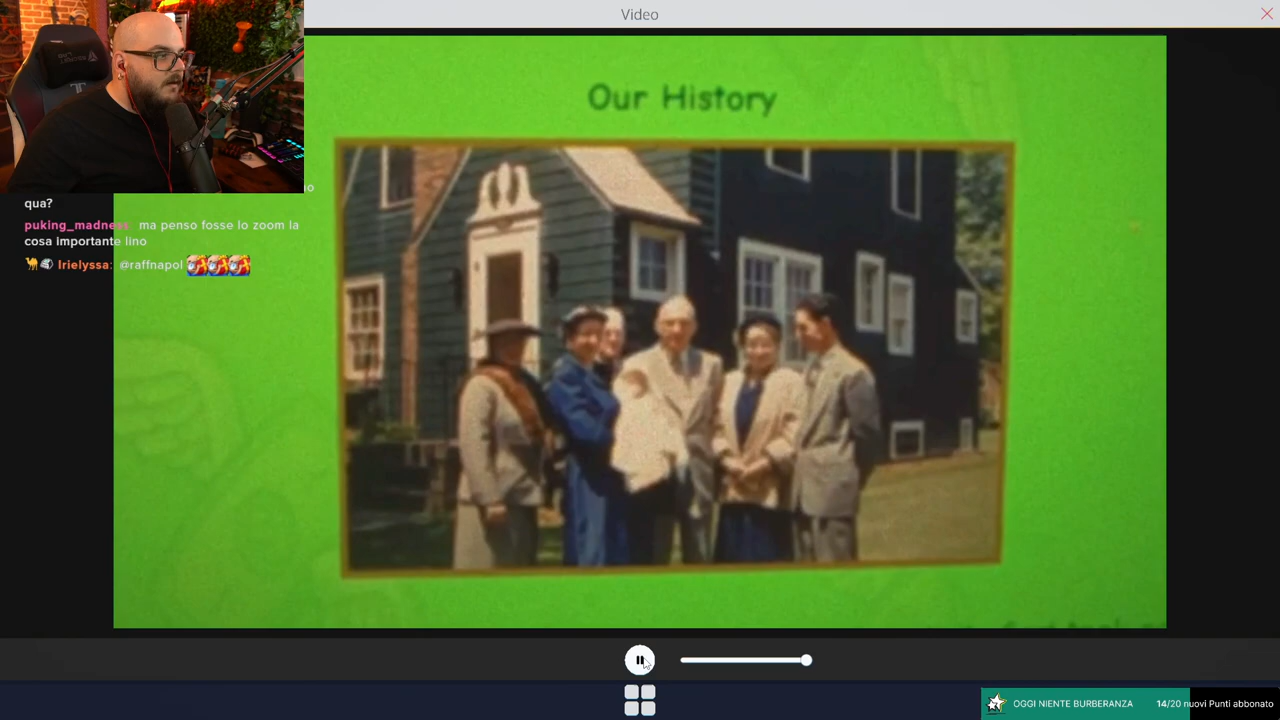 Video
Our History
qua?
puking_madness ma penso fosse lo zoom la
cosa importante lino
Irielyssa: @raffnapol
OGGI NIENTE BURBERANZA 14/20 nuovi Punti abbonato